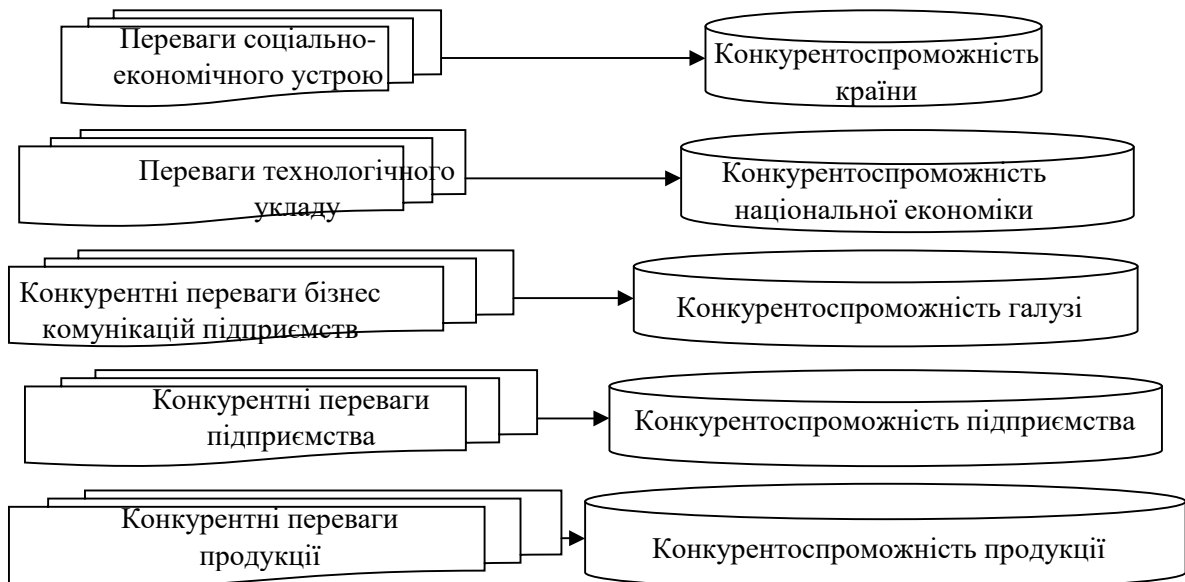 Переваги соціально-
економічного устрою
Конкурентоспроможність
країни
Переваги технологічного
укладу
Конкурентоспроможність
національної економіки
Конкурентні переваги бізнес
комунікацій підприємств
Конкурентоспроможність галузі
Конкурентні переваги
підприємства
Конкурентоспроможність підприємства
Конкурентні переваги
продукції
Конкурентоспроможність продукції